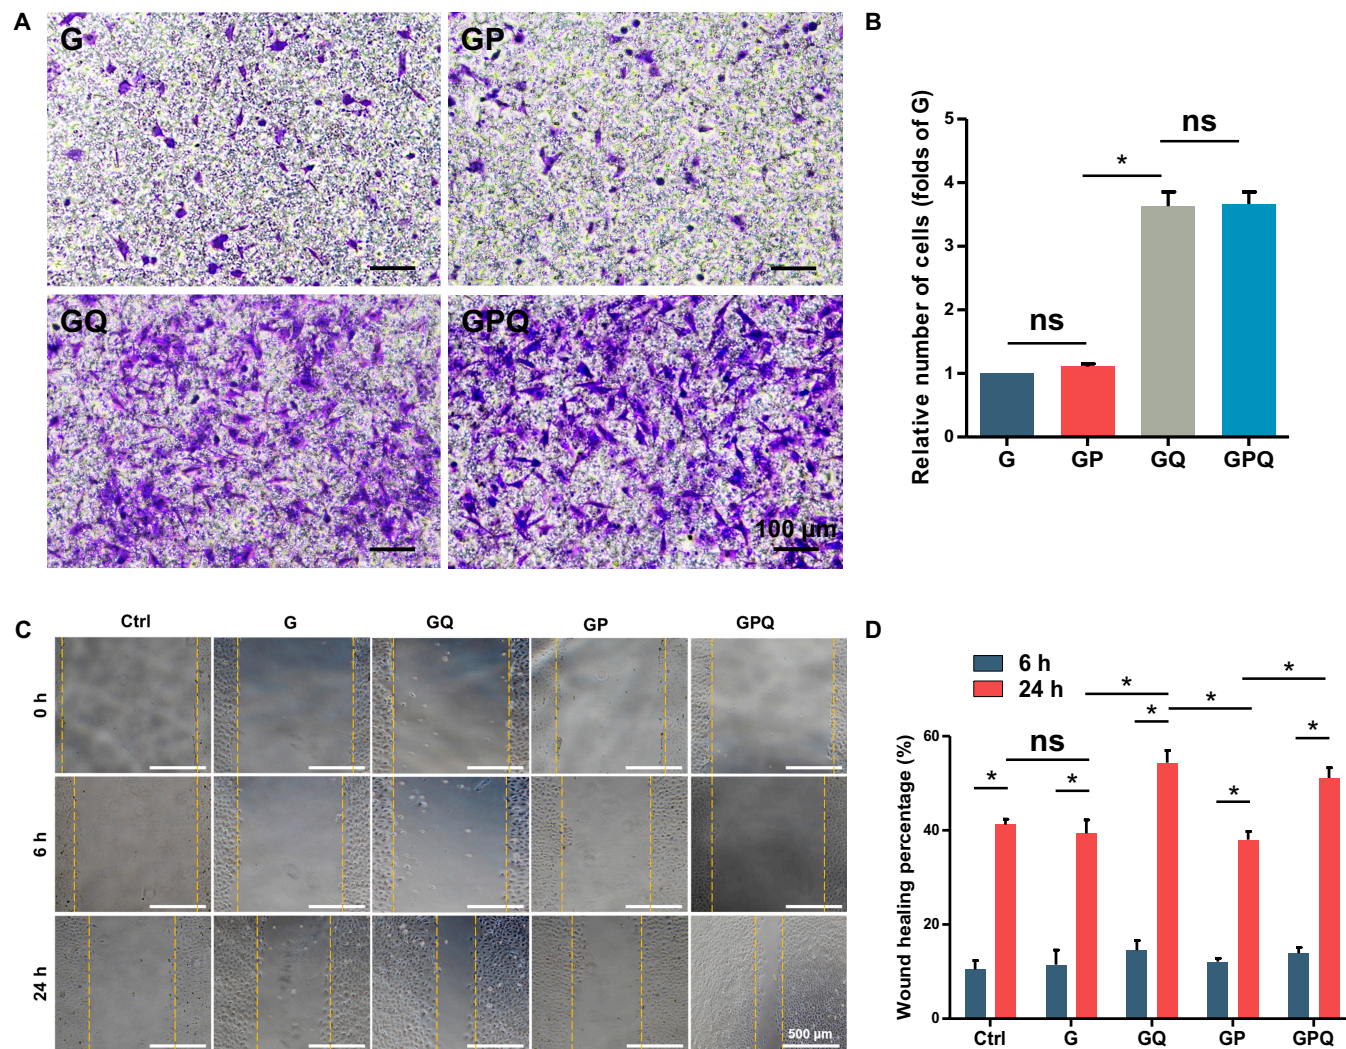 A
G
GP
GQ
GPQ
100 µm
B
Relative number of cells (folds of G)
5
4
3
2
1
0
ns
*
ns
G GP GQ GPQ
C
Ctrl G GQ GP GPQ
0 h
6 h
24 h
500 µm
D
6 h
24 h
Wound healing percentage (%)
60
40
20
0
*
ns
*
*
*
*
*
*
*
Ctrl G GQ GP GPQ